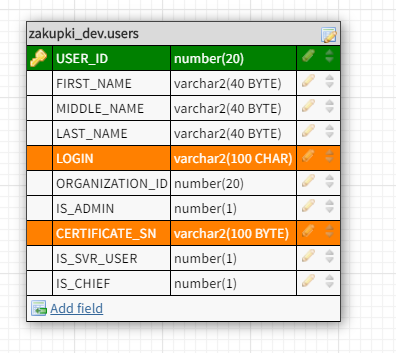 zakupki_dev.users
USER_ID number(20)
FIRST_NAME varchar2(40 BYTE)
MIDDLE_NAME varchar2(40 BYTE)
LAST_NAME varchar2(40 BYTE)
LOGIN varchar2(100 CHAR)
ORGANIZATION_ID number(20)
IS_ADMIN number(1)
CERTIFICATE_SN varchar2(100 BYTE)
IS_SVR_USER number(1)
IS_CHIEF number(1)
Add field